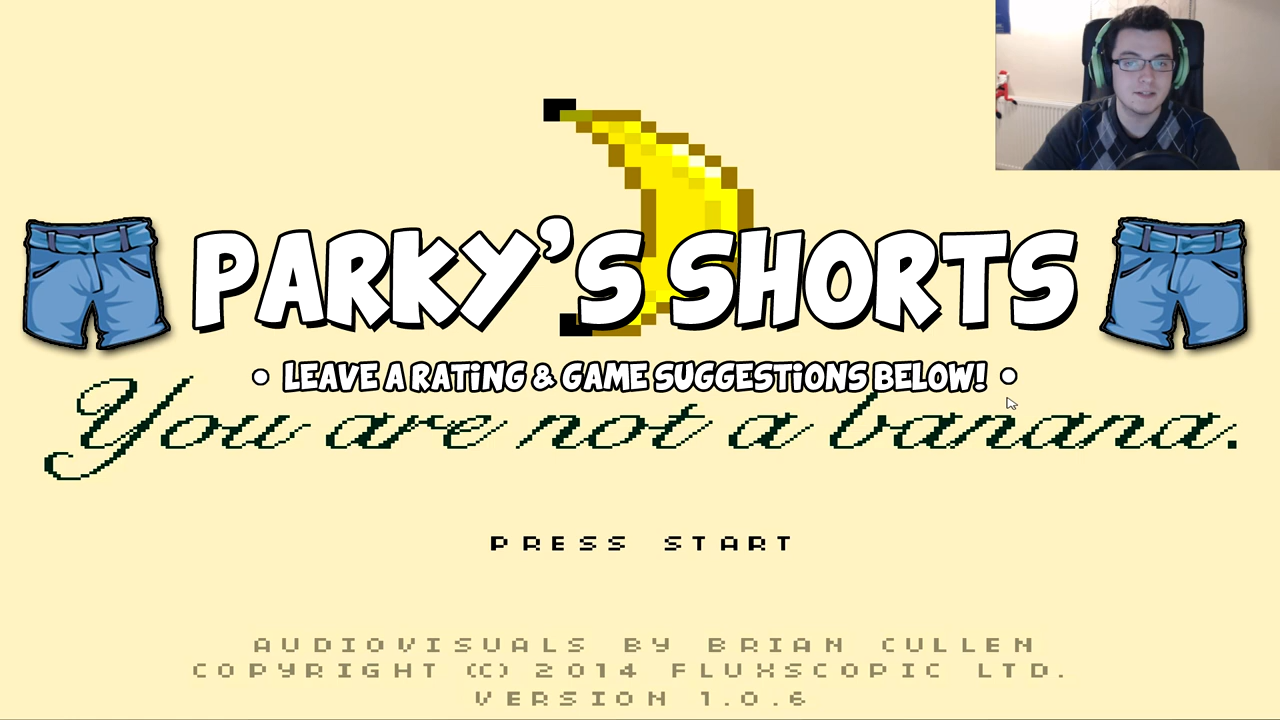 PARKY'S SHORTS
• LEAVE A RATING & GAME SUGGESTIONS BELOW! •
You are not a banana.
PRESS START
AUDIOVISUALS BY BRIAN CULLEN
COPYRIGHT (C) 2014 FLUXSCOPIC LTD.
VERSION 1.0.6